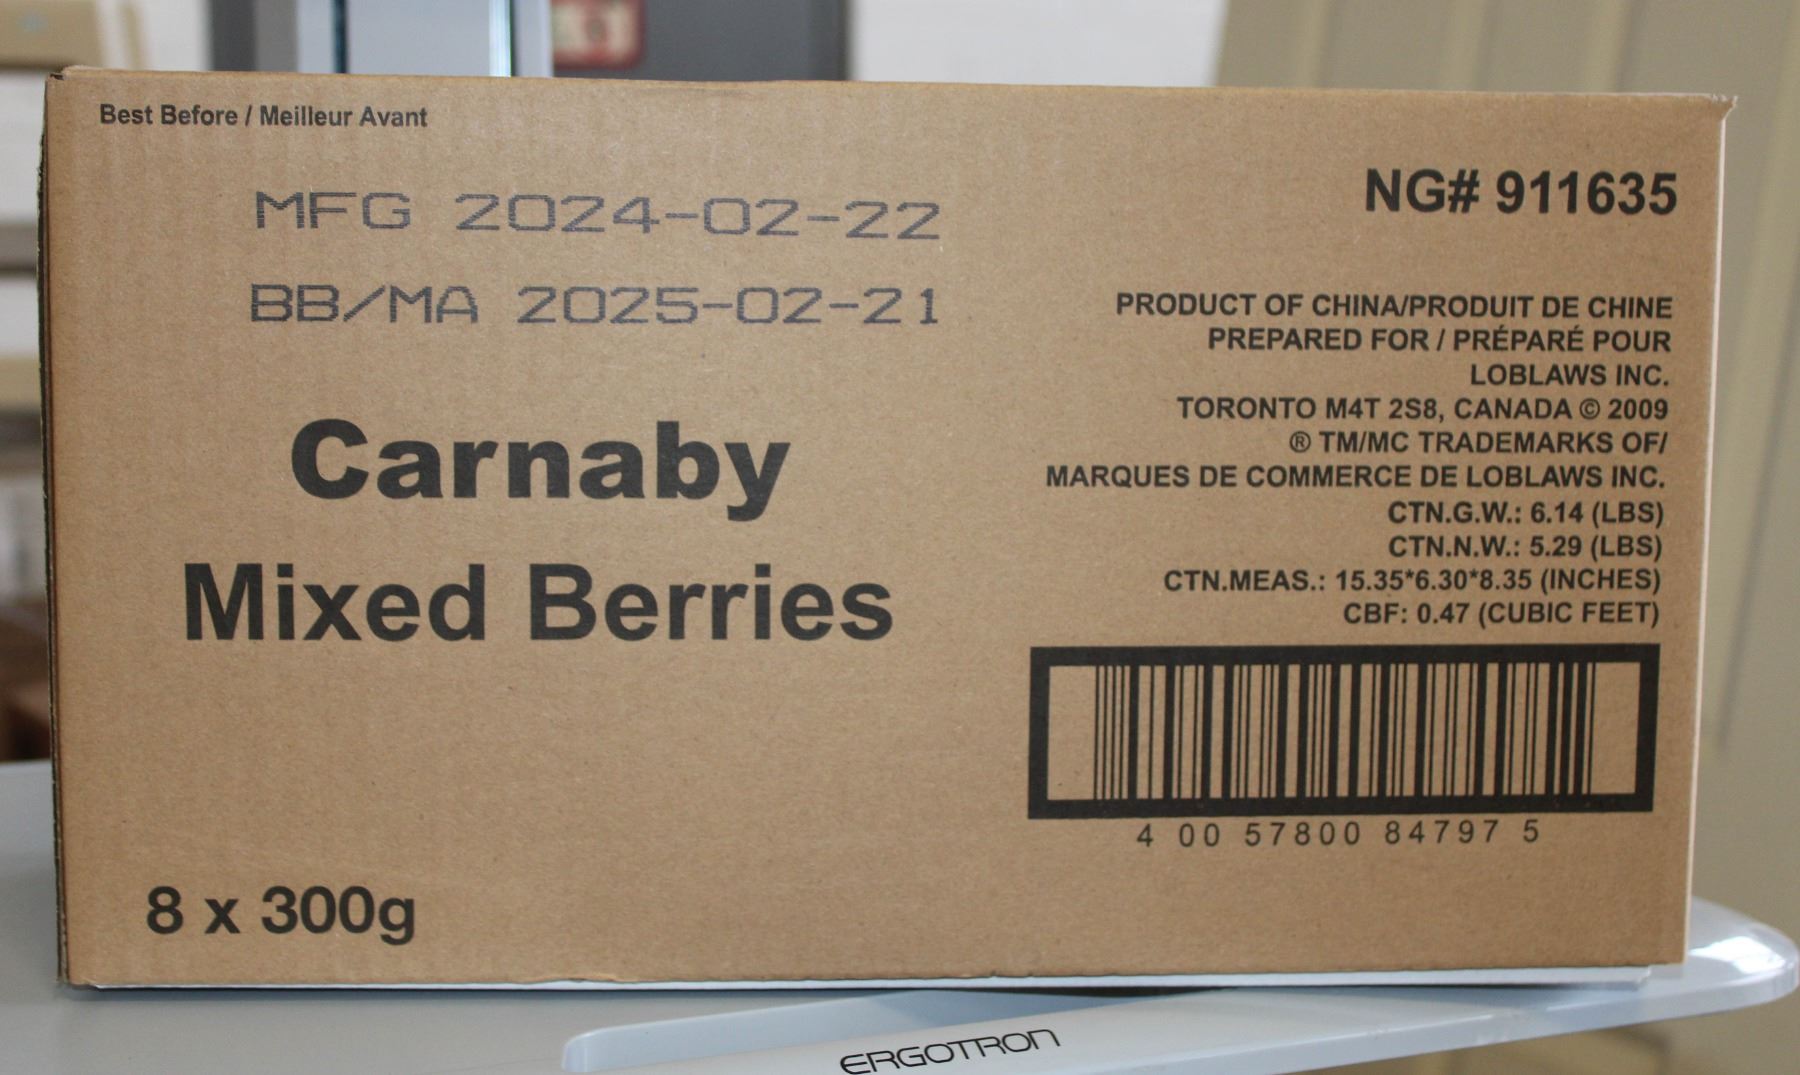 Best Before / Meilleur Avant
MFG 2024-02-22
BB/MA 2025-02-21
Carnaby
Mixed Berries
8 x 300g
NG# 911635
PRODUCT OF CHINA/PRODUIT DE CHINE
PREPARED FOR / PRÉPARÉ POUR
LOBLAWS INC.
TORONTO M4T 2S8, CANADA © 2009
® TM/MC TRADEMARKS OF/
MARQUES DE COMMERCE DE LOBLAWS INC.
CTN.G.W.: 6.14 (LBS)
CTN.N.W.: 5.29 (LBS)
CTN.MEAS.: 15.35*6.30*8.35 (INCHES)
CBF: 0.47 (CUBIC FEET)
4 00 57800 84797 5
ERGOTRON